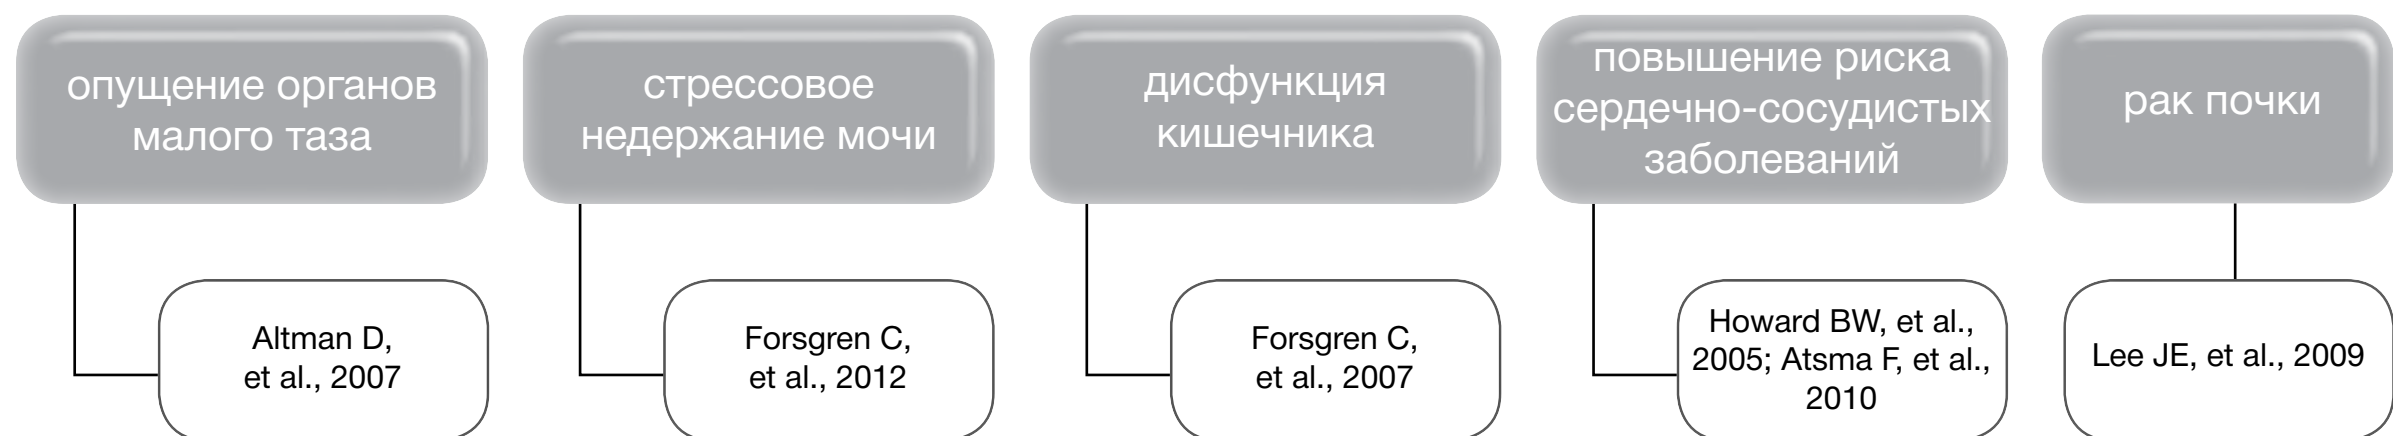 опущение органов
малого таза
стрессовое
недержание мочи
дисфункция
кишечника
повышение риска
сердечно-сосудистых
заболеваний
рак почки
Altman D,
et al., 2007
Forsgren C,
et al., 2012
Forsgren C,
et al., 2007
Howard BW, et al.,
2005; Atsma F, et al.,
2010
Lee JE, et al., 2009